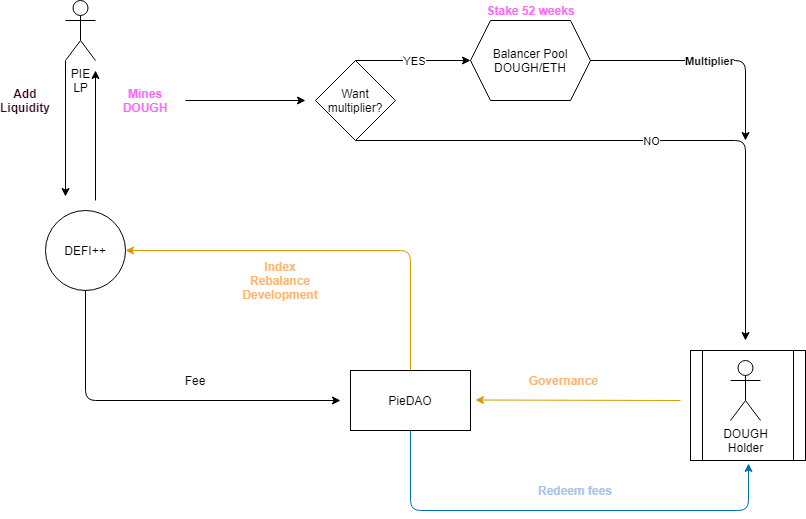 Stake 52 weeks
PIE
LP
Add
Liquidity
Mines
DOUGH
Want
multiplier?
YES
Balancer Pool
DOUGH/ETH
Multiplier
NO
DEFI++
Index
Rebalance
Development
Fee
PieDAO
Governance
DOUGH
Holder
Redeem fees